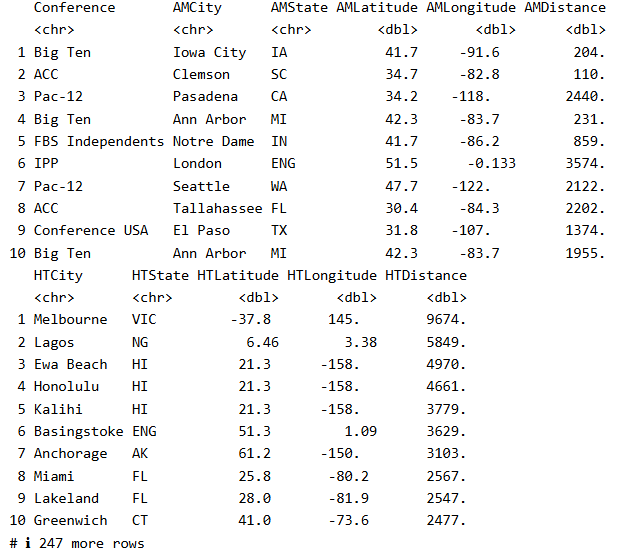 Conference AMCity AMState AMLatitude AMLongitude AMDistance
<chr> <chr> <chr> <dbl> <dbl> <dbl>
1 Big Ten Iowa City IA 41.7 -91.6 204.
2 ACC Clemson SC 34.7 -82.8 110.
3 Pac-12 Pasadena CA 34.2 -118. 2440.
4 Big Ten Ann Arbor MI 42.3 -83.7 231.
5 FBS Independents Notre Dame IN 41.7 -86.2 859.
6 IPP London ENG 51.5 -0.133 3574.
7 Pac-12 Seattle WA 47.7 -122. 2122.
8 ACC Tallahassee FL 30.4 -84.3 2202.
9 Conference USA El Paso TX 31.8 -107. 1374.
10 Big Ten Ann Arbor MI 42.3 -83.7 1955.
HTCity HTState HTLatitude HTLongitude HTDistance
<chr> <chr> <dbl> <dbl> <dbl>
1 Melbourne VIC -37.8 145. 9674.
2 Lagos NG 6.46 3.38 5849.
3 Ewa Beach HI 21.3 -158. 4970.
4 Honolulu HI 21.3 -158. 4661.
5 Kalihi HI 21.3 -158. 3779.
6 Basingstoke ENG 51.3 1.09 3629.
7 Anchorage AK 61.2 -150. 3103.
8 Miami FL 25.8 -80.2 2567.
9 Lakeland FL 28.0 -81.9 2547.
10 Greenwich CT 41.0 -73.6 2477.
# ℹ 247 more rows